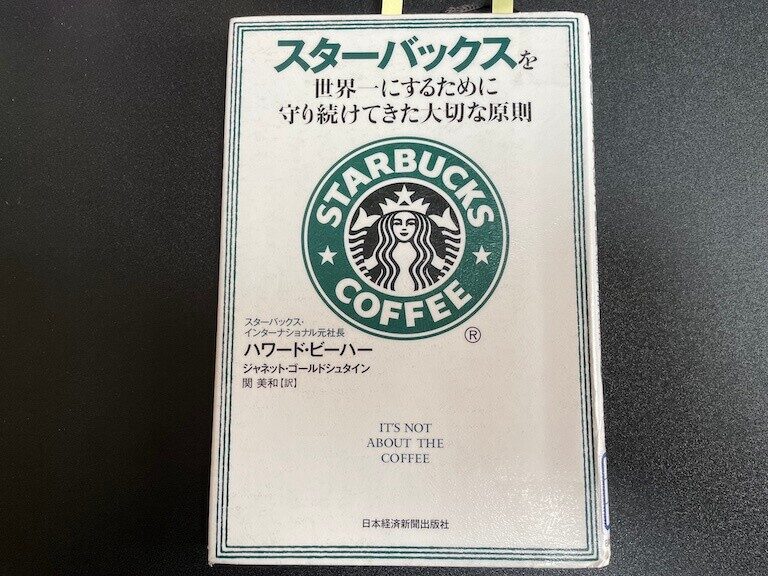 スターバックスを
世界一にするために
守り続けてきた大切な原則
STARBUCKS
COFFEE
®
スターバックス・
インターナショナル元社長
ハワード・ビーハー
ジャネット・ゴールドシュタイン
関 美和【訳】
IT'S NOT
ABOUT THE
COFFEE
日本経済新聞出版社